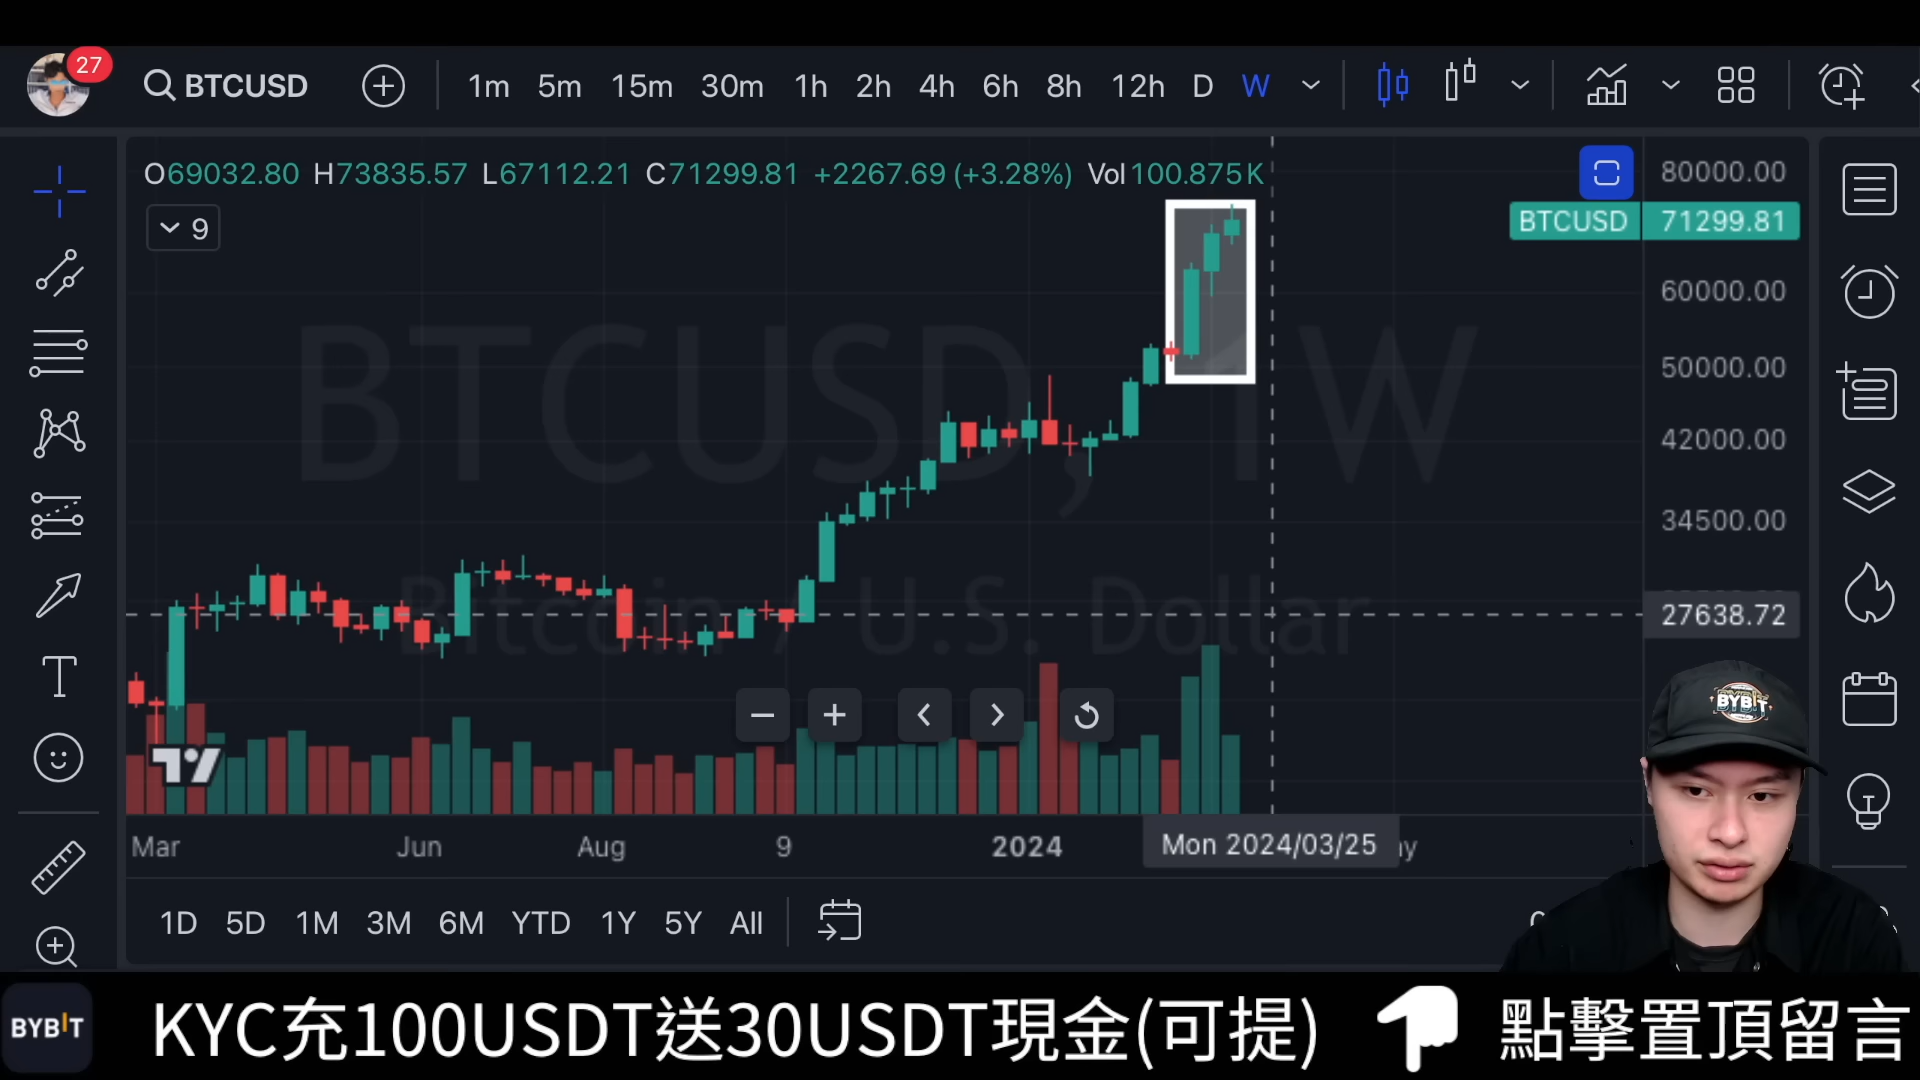 27
BTCUSD
1m 5m 15m 30m 1h 2h 4h 6h 8h 12h D W
O69032.80 H73835.57 L67112.21 C71299.81 +2267.69 (+3.28%) Vol100.875K
9
80000.00
BTCUSD 71299.81
60000.00
50000.00
42000.00
34500.00
27638.72
BTCUSD, 1W
Bitcoin / U.S. Dollar
BYBIT
Mar Jun Aug 9 2024 Mon 2024/03/25
1D 5D 1M 3M 6M YTD 1Y 5Y All
BYBIT KYC充100USDT送30USDT現金(可提) 點擊置頂留言